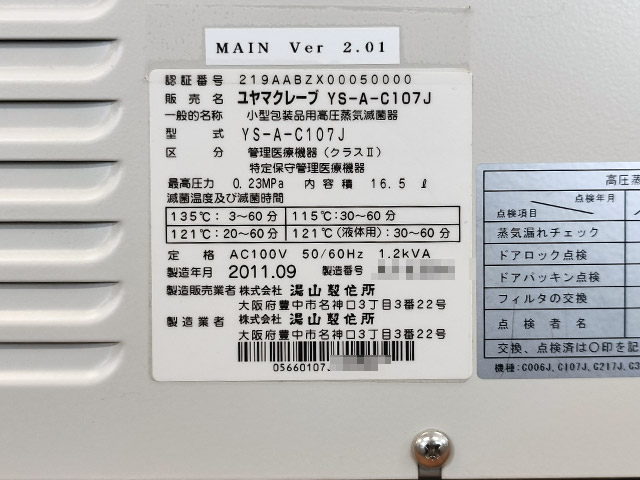 MAIN Ver 2.01
認証番号 219AABZX00050000
販売名 ユヤマクレーブ YS-A-C107J
一般的名称 小型包装品用高圧蒸気滅菌器
型式 YS-A-C107J
区分 管理医療機器(クラスⅡ)
特定保守管理医療機器
最高圧力 0.23MPa 内容積 16.5ℓ
滅菌温度及び滅菌時間
135℃: 3~60分 115℃:30~60分
121℃:20~60分 121℃(液体用):30~60分
定格 AC100V 50/60Hz 1.2kVA
製造年月 2011.09 製造番号
製造販売業者 株式会社 湯山製作所
大阪府豊中市名神口3丁目3番22号
製造業者 株式会社 湯山製作所
大阪府豊中市名神口3丁目3番22号
05660107J
高圧蒸
点検年月
点検項目
蒸気漏れチェック
ドアロック点検
ドアパッキン点検
フィルタの交換
点検者名
交換、点検済は〇印を記
機種:C006J、C107J、C217J、C3